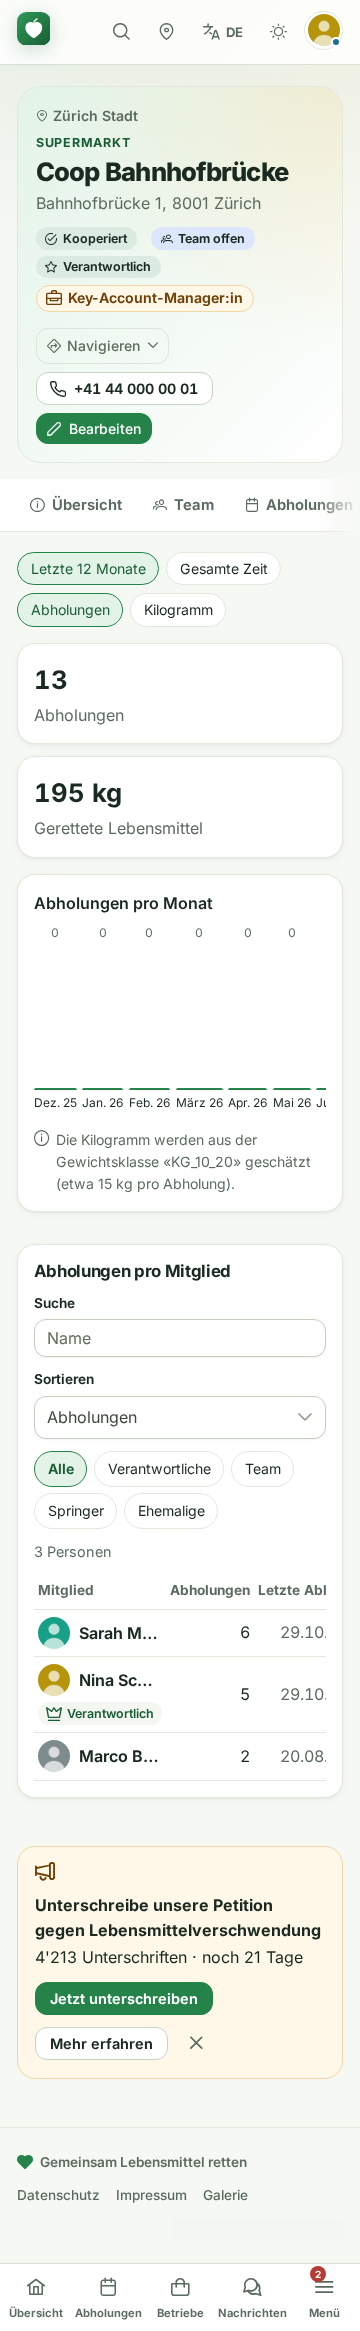 DE
Zürich Stadt
SUPERMARKT
Coop Bahnhofbrücke
Bahnhofbrücke 1, 8001 Zürich
Kooperiert
Team offen
Verantwortlich
Key-Account-Manager:in
Navigieren
+41 44 000 00 01
Bearbeiten
Übersicht Team Abholungen
Letzte 12 Monate Gesamte Zeit
Abholungen Kilogramm
13
Abholungen
195 kg
Gerettete Lebensmittel
Abholungen pro Monat
0 0 0 0 0 0
Dez. 25 Jan. 26 Feb. 26 März 26 Apr. 26 Mai 26
Die Kilogramm werden aus der
Gewichtsklasse «KG_10_20» geschätzt
(etwa 15 kg pro Abholung).
Abholungen pro Mitglied
Suche
Name
Sortieren
Abholungen
Alle Verantwortliche Team
Springer Ehemalige
3 Personen
Mitglied Abholungen Letzte
Sarah M... 6 29.10.
Nina Sc... 5 29.10.
Verantwortlich
Marco B... 2 20.08.
Unterschreibe unsere Petition
gegen Lebensmittelverschwendung
4'213 Unterschriften · noch 21 Tage
Jetzt unterschreiben
Mehr erfahren
Gemeinsam Lebensmittel retten
Datenschutz Impressum Galerie
2
Übersicht Abholungen Betriebe Nachrichten Menü